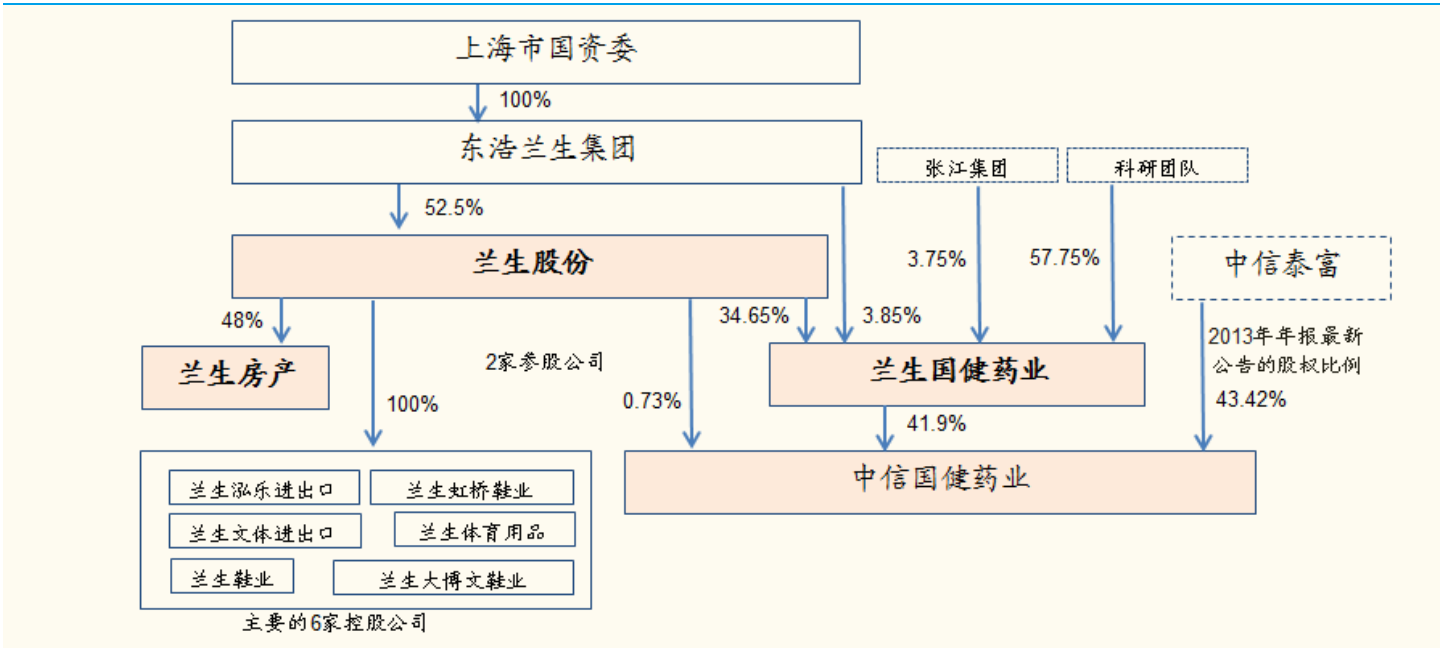 上海市国资委
100%
东浩兰生集团
张江集团
科研团队
52.5%
兰生股份
3.75%
57.75%
中信泰富
48%
34.65%
3.85%
2013年年报最新
公告的股权比例
43.42%
兰生房产
2家参股公司
兰生国健药业
100%
0.73%
41.9%
中信国健药业
兰生泓乐进出口
兰生虹桥鞋业
兰生文体进出口
兰生体育用品
兰生鞋业
兰生大博文鞋业
主要的6家控股公司